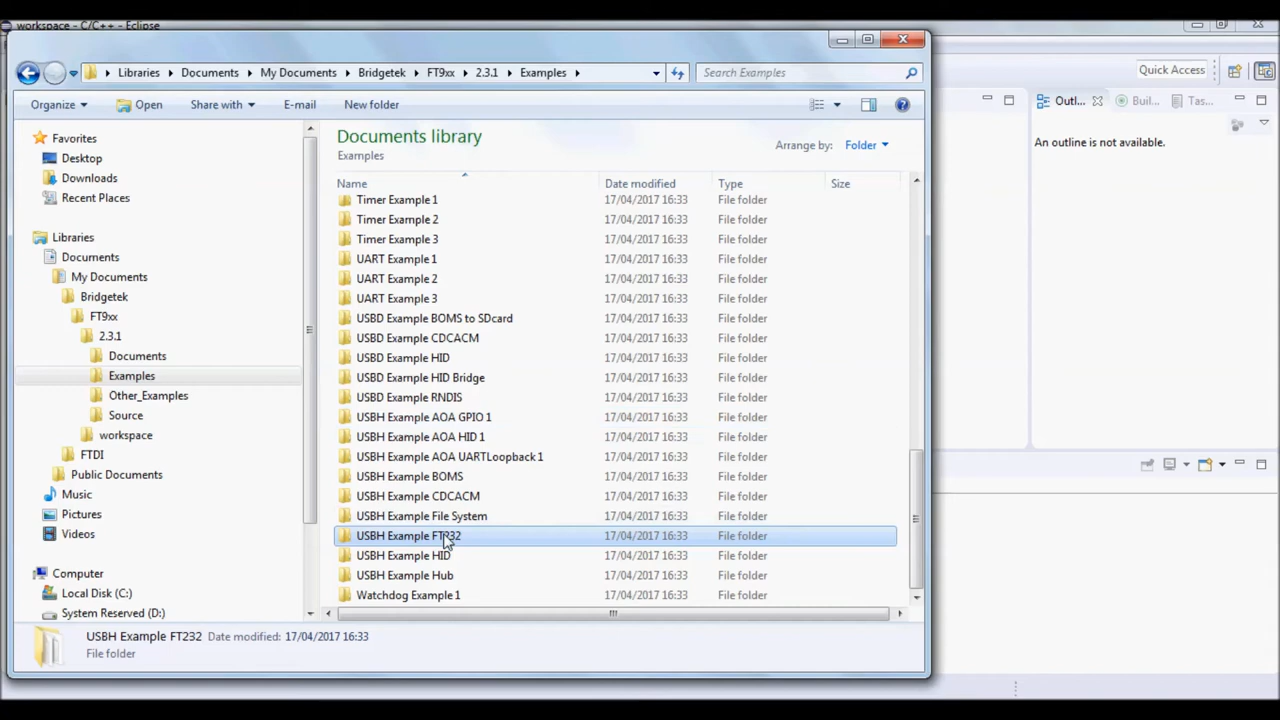 workspace - C/C++ - Eclipse
Libraries Documents My Documents Bridgetek FT9xx 2.3.1 Examples
Search Examples
Quick Access
Organize Open Share with E-mail New folder
Outl... Buil... Tas...
An outline is not available.
Favorites
Desktop
Downloads
Recent Places
Libraries
Documents
My Documents
Bridgetek
FT9xx
2.3.1
Documents
Examples
Other_Examples
Source
workspace
FTDI
Public Documents
Music
Pictures
Videos
Computer
Local Disk (C:)
System Reserved (D:)
Documents library
Examples
Arrange by: Folder
Name Date modified Type Size
Timer Example 1 17/04/2017 16:33 File folder
Timer Example 2 17/04/2017 16:33 File folder
Timer Example 3 17/04/2017 16:33 File folder
UART Example 1 17/04/2017 16:33 File folder
UART Example 2 17/04/2017 16:33 File folder
UART Example 3 17/04/2017 16:33 File folder
USBD Example BOMS to SDcard 17/04/2017 16:33 File folder
USBD Example CDCACM 17/04/2017 16:33 File folder
USBD Example HID 17/04/2017 16:33 File folder
USBD Example HID Bridge 17/04/2017 16:33 File folder
USBD Example RNDIS 17/04/2017 16:33 File folder
USBH Example AOA GPIO 1 17/04/2017 16:33 File folder
USBH Example AOA HID 1 17/04/2017 16:33 File folder
USBH Example AOA UARTLoopback 1 17/04/2017 16:33 File folder
USBH Example BOMS 17/04/2017 16:33 File folder
USBH Example CDCACM 17/04/2017 16:33 File folder
USBH Example File System 17/04/2017 16:33 File folder
USBH Example FT232 17/04/2017 16:33 File folder
USBH Example HID 17/04/2017 16:33 File folder
USBH Example Hub 17/04/2017 16:33 File folder
Watchdog Example 1 17/04/2017 16:33 File folder
USBH Example FT232 Date modified: 17/04/2017 16:33
File folder